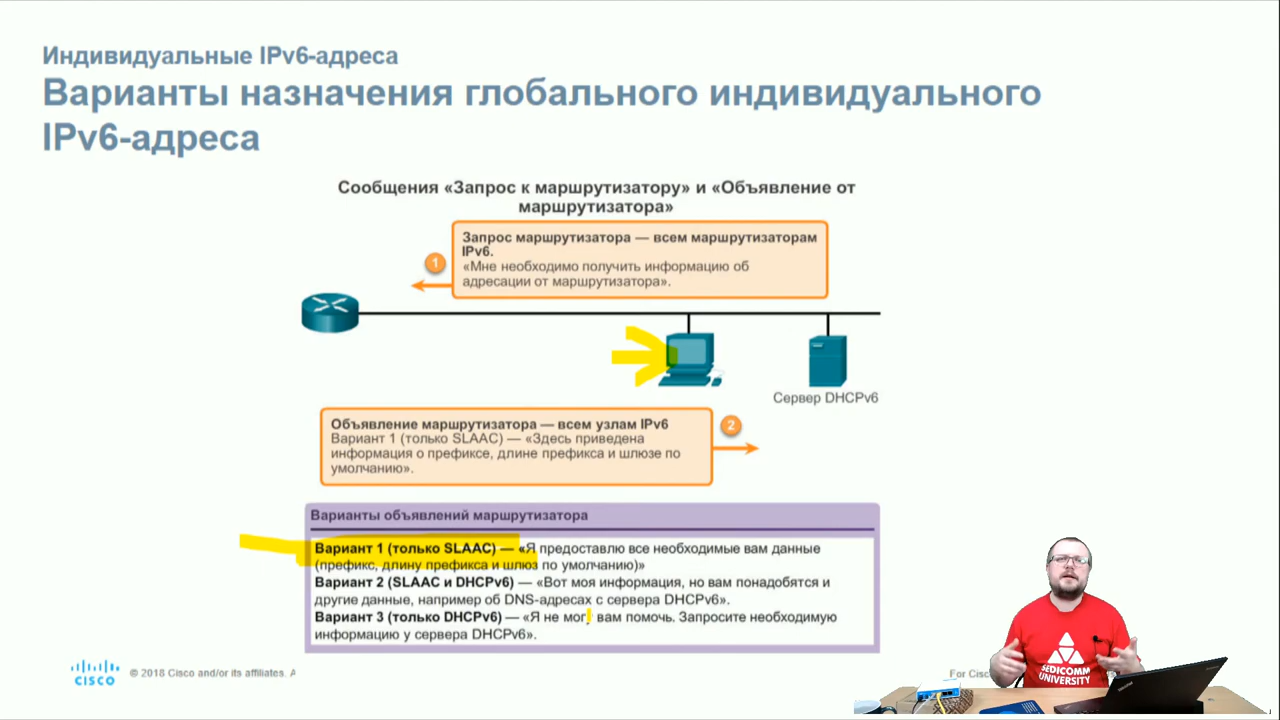 Индивидуальные IPv6-адреса
Варианты назначения глобального индивидуального
IPv6-адреса
Сообщения «Запрос к маршрутизатору» и «Объявление от
маршрутизатора»
Запрос маршрутизатора — всем маршрутизаторам
IPv6.
«Мне необходимо получить информацию об
адресации от маршрутизатора».
1
Сервер DHCPv6
Объявление маршрутизатора — всем узлам IPv6
Вариант 1 (только SLAAC) — «Здесь приведена
информация о префиксе, длине префикса и шлюзе по
умолчанию».
2
Варианты объявлений маршрутизатора
Вариант 1 (только SLAAC) — «Я предоставлю все необходимые вам данные
(префикс, длину префикса и шлюз по умолчанию)»
Вариант 2 (SLAAC и DHCPv6) — «Вот моя информация, но вам понадобятся и
другие данные, например об DNS-адресах с сервера DHCPv6».
Вариант 3 (только DHCPv6) — «Я не могу вам помочь. Запросите необходимую
информацию у сервера DHCPv6».
CISCO
© 2018 Cisco and/or its affiliates. A
For Cisc
SEDICOMM
UNIVERSITY